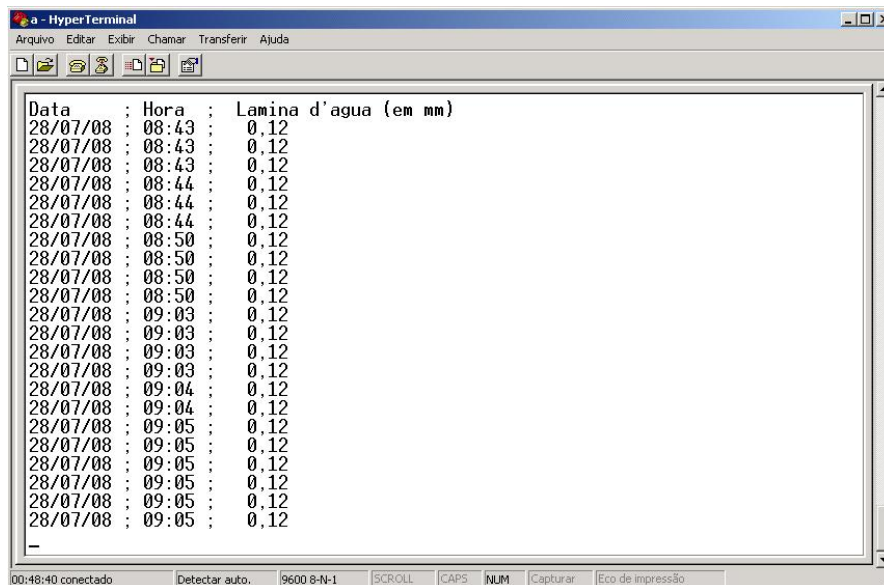 a - HyperTerminal
Arquivo Editar Exibir Chamar Transferir Ajuda
Data ; Hora ; Lamina d'agua (em mm)
28/07/08 ; 08:43 ; 0,12
28/07/08 ; 08:43 ; 0,12
28/07/08 ; 08:43 ; 0,12
28/07/08 ; 08:44 ; 0,12
28/07/08 ; 08:44 ; 0,12
28/07/08 ; 08:44 ; 0,12
28/07/08 ; 08:50 ; 0,12
28/07/08 ; 08:50 ; 0,12
28/07/08 ; 08:50 ; 0,12
28/07/08 ; 08:50 ; 0,12
28/07/08 ; 09:03 ; 0,12
28/07/08 ; 09:03 ; 0,12
28/07/08 ; 09:03 ; 0,12
28/07/08 ; 09:03 ; 0,12
28/07/08 ; 09:04 ; 0,12
28/07/08 ; 09:04 ; 0,12
28/07/08 ; 09:05 ; 0,12
28/07/08 ; 09:05 ; 0,12
28/07/08 ; 09:05 ; 0,12
28/07/08 ; 09:05 ; 0,12
28/07/08 ; 09:05 ; 0,12
28/07/08 ; 09:05 ; 0,12
00:48:40 conectado Detectar auto. 9600 8-N-1 SCROLL CAPS NUM Capturar Eco de impressão